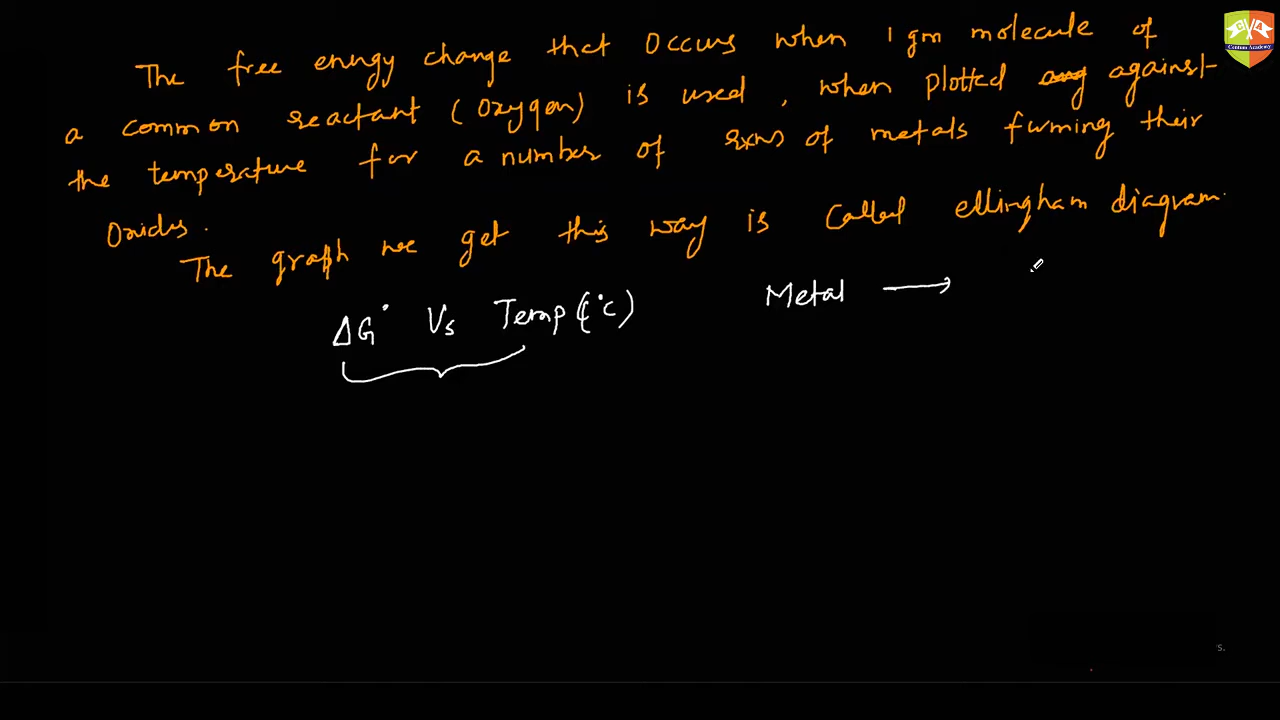 The free energy change that occurs when 1 gm molecule of
a common reactant (Oxygen) is used, when plotted against
the temperature for a number of rxns of metals forming their
Oxides.
The graph we get this way is called ellingham diagram.
ΔG° Vs Temp (°c)
Metal ⟶
Centum Academy
s.